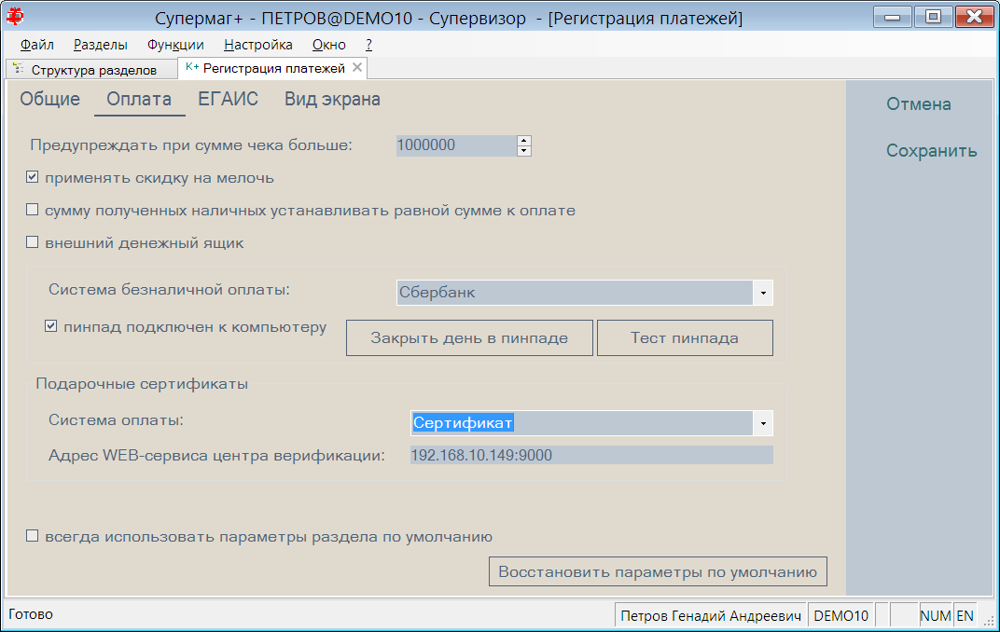 Супермаг+ - ПЕТРОВ@DEMO10 - Супервизор - [Регистрация платежей]
Файл Разделы Функции Настройка Окно ?
Структура разделов K+ Регистрация платежей
Общие Оплата ЕГАИС Вид экрана
Отмена
Сохранить
Предупреждать при сумме чека больше: 1000000
применять скидку на мелочь
сумму полученных наличных устанавливать равной сумме к оплате
внешний денежный ящик
Система безналичной оплаты: Сбербанк
пинпад подключен к компьютеру Закрыть день в пинпаде Тест пинпада
Подарочные сертификаты
Система оплаты: Сертификат
Адрес WEB-сервиса центра верификации: 192.168.10.149:9000
всегда использовать параметры раздела по умолчанию
Восстановить параметры по умолчанию
Готово Петров Генадий Андреевич DEMO10 NUM EN